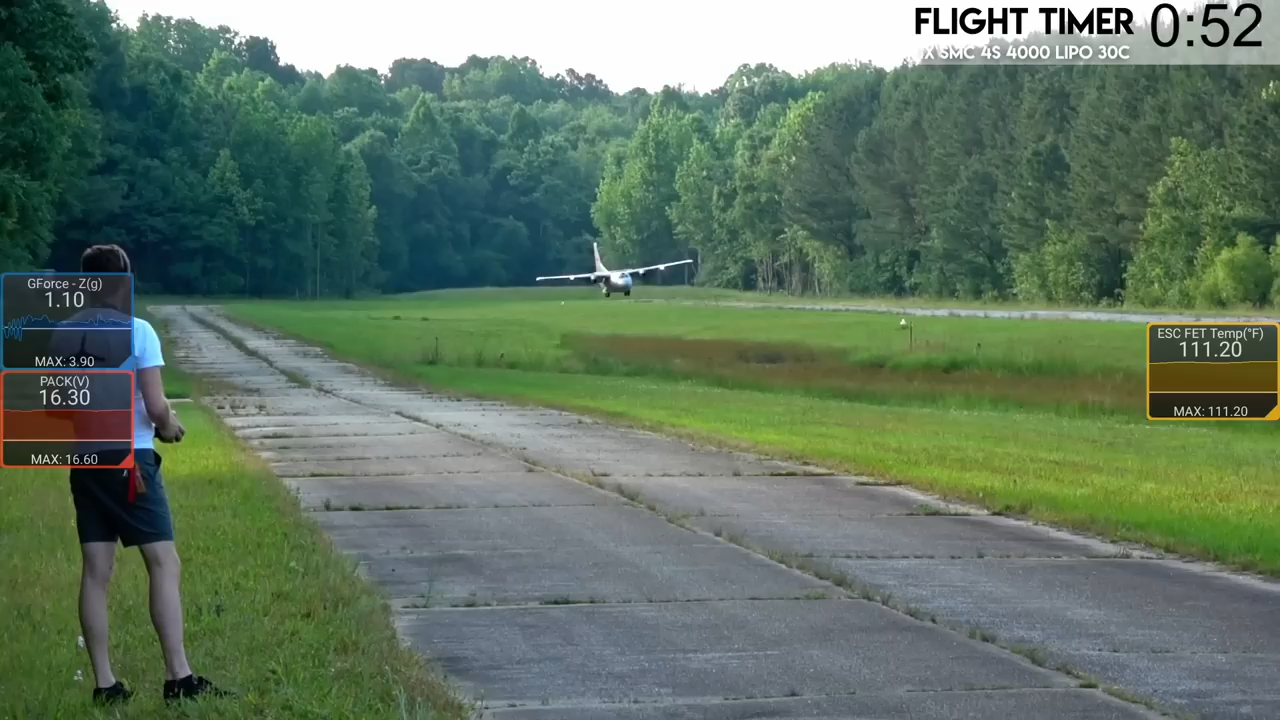 FLIGHT TIMER 0:52
X SMC 4S 4000 LIPO 30C
GForce - Z(g)
1.10
MAX: 3.90
PACK(V)
16.30
MAX: 16.60
ESC FET Temp(°F)
111.20
MAX: 111.20